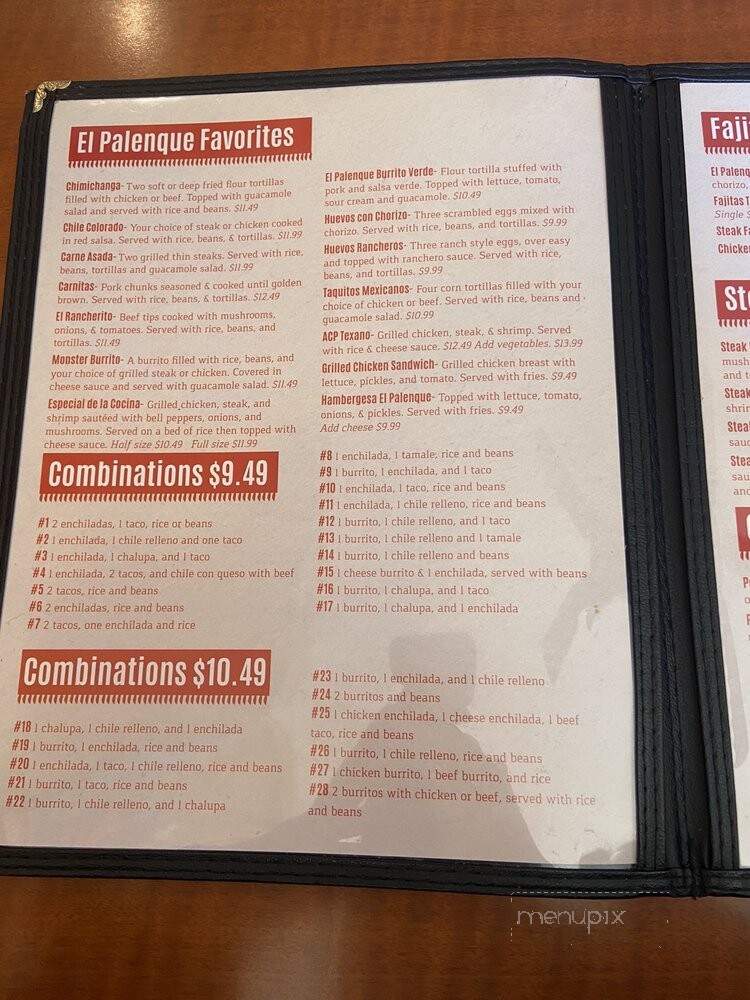 El Palenque Favorites
Chimichanga- Two soft or deep fried flour tortillas
filled with chicken or beef. Topped with guacamole
salad and served with rice and beans. $11.49
Chile Colorado- Your choice of steak or chicken cooked
in red salsa. Served with rice, beans, & tortillas. $11.99
Carne Asada- Two grilled thin steaks. Served with rice,
beans, tortillas and guacamole salad. $11.99
Carnitas- Pork chunks seasoned & cooked until golden
brown. Served with rice, beans, & tortillas. $12.49
El Rancherito- Beef tips cooked with mushrooms,
onions, & tomatoes. Served with rice, beans, and
tortillas. $11.49
Monster Burrito- A burrito filled with rice, beans, and
your choice of grilled steak or chicken. Covered in
cheese sauce and served with guacamole salad. $11.49
Especial de la Cocina- Grilled chicken, steak, and
shrimp sautéed with bell peppers, onions, and
mushrooms. Served on a bed of rice then topped with
cheese sauce. Half size $10.49 Full size $11.99
El Palenque Burrito Verde- Flour tortilla stuffed with
pork and salsa verde. Topped with lettuce, tomato,
sour cream and guacamole. $10.49
Huevos con Chorizo- Three scrambled eggs mixed with
chorizo. Served with rice, beans, and tortillas. $9.99
Huevos Rancheros- Three ranch style eggs, over easy
and topped with ranchero sauce. Served with rice,
beans, and tortillas. $9.99
Taquitos Mexicanos- Four corn tortillas filled with your
choice of chicken or beef. Served with rice, beans and
guacamole salad. $10.99
ACP Texano- Grilled chicken, steak, & shrimp. Served
with rice & cheese sauce. $12.49 Add vegetables. $13.99
Grilled Chicken Sandwich- Grilled chicken breast with
lettuce, pickles, and tomato. Served with fries. $9.49
Hambergesa El Palenque- Topped with lettuce, tomato,
onions, & pickles. Served with fries. $9.49
Add cheese $9.99
Combinations $9.49
#1 2 enchiladas, 1 taco, rice or beans
#2 1 enchilada, 1 chile relleno and one taco
#3 1 enchilada, 1 chalupa, and 1 taco
#4 1 enchilada, 2 tacos, and chile con queso with beef
#5 2 tacos, rice and beans
#6 2 enchiladas, rice and beans
#7 2 tacos, one enchilada and rice
#8 1 enchilada, 1 tamale, rice and beans
#9 1 burrito, 1 enchilada, and 1 taco
#10 1 enchilada, 1 taco, rice and beans
#11 1 enchilada, 1 chile relleno, rice and beans
#12 1 burrito, 1 chile relleno, and 1 taco
#13 1 burrito, 1 chile relleno and 1 tamale
#14 1 burrito, 1 chile relleno and beans
#15 1 cheese burrito & 1 enchilada, served with beans
#16 1 burrito, 1 chalupa, and 1 taco
#17 1 burrito, 1 chalupa, and 1 enchilada
Combinations $10.49
#18 1 chalupa, 1 chile relleno, and 1 enchilada
#19 1 burrito, 1 enchilada, rice and beans
#20 1 enchilada, 1 taco, 1 chile relleno, rice and beans
#21 1 burrito, 1 taco, rice and beans
#22 1 burrito, 1 chile relleno, and 1 chalupa
#23 1 burrito, 1 enchilada, and 1 chile relleno
#24 2 burritos and beans
#25 1 chicken enchilada, 1 cheese enchilada, 1 beef
taco, rice and beans
#26 1 burrito, 1 chile relleno, rice and beans
#27 1 chicken burrito, 1 beef burrito, and rice
#28 2 burritos with chicken or beef, served with rice
and beans
Faji
El Palenq
chorizo,
Fajitas T
Single S
Steak Fa
Chicken
Ste
Steak
mush
and t
Steak
shrin
Steak
sauc
Stea
sau
and
menupix